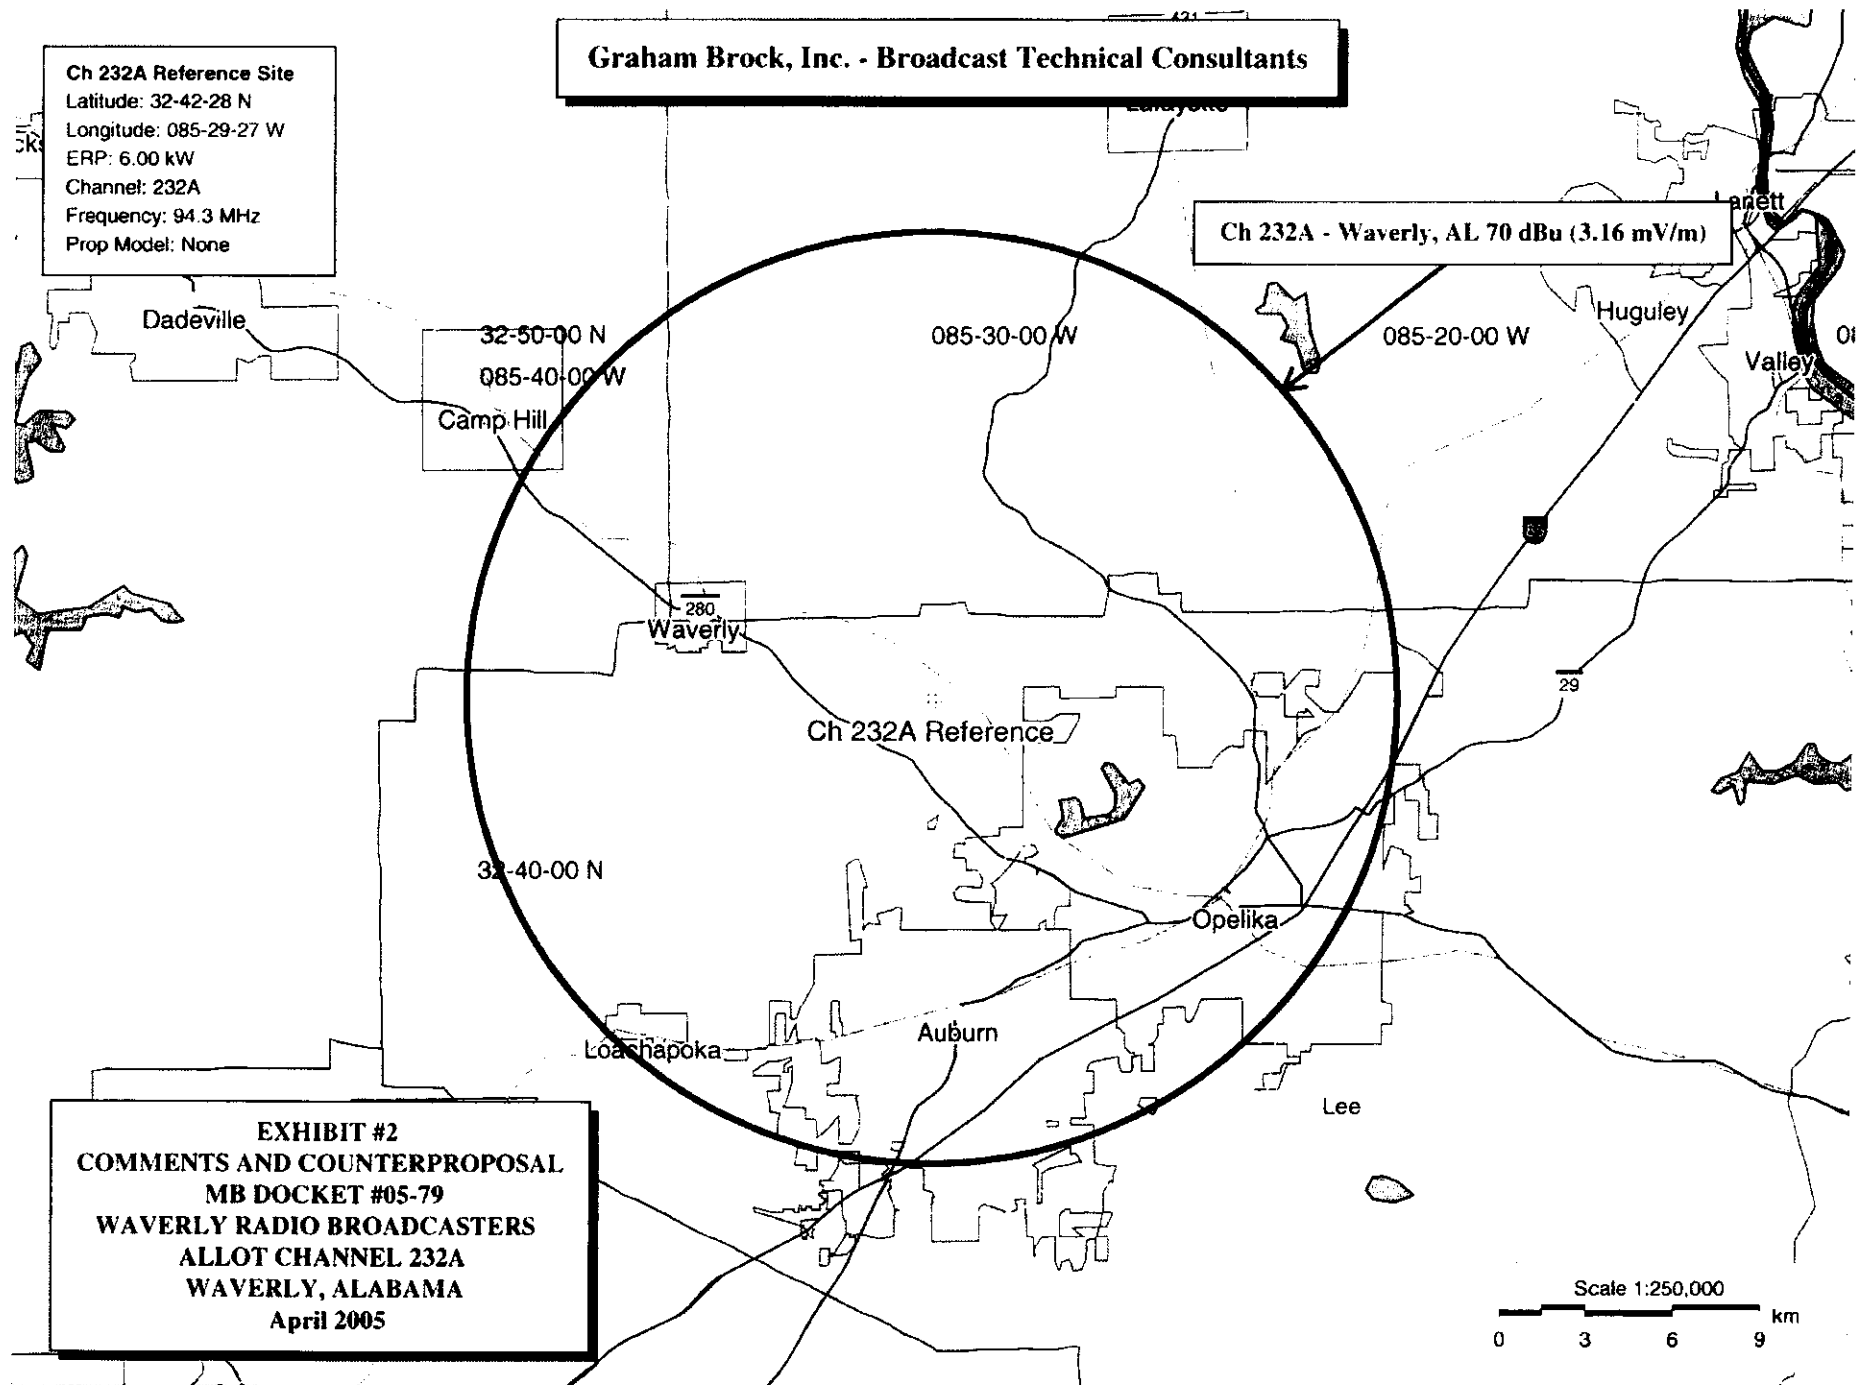 Graham Brock, Inc. - Broadcast Technical Consultants
Ch 232A Reference Site
Latitude: 32-42-28 N
Longitude: 085-29-27 W
ERP: 6.00 kW
Channel: 232A
Frequency: 94.3 MHz
Prop Model: None
Lafayette
Lanett
Ch 232A - Waverly, AL 70 dBu (3.16 mV/m)
Dadeville
Huguley
32-50-00 N
085-30-00 W
085-20-00 W
085-40-00 W
Valley
Camp Hill
280
Waverly
29
Ch 232A Reference
32-40-00 N
Opelika
Auburn
Loachapoka
Lee
EXHIBIT #2
COMMENTS AND COUNTERPROPOSAL
MB DOCKET #05-79
WAVERLY RADIO BROADCASTERS
ALLOT CHANNEL 232A
WAVERLY, ALABAMA
April 2005
Scale 1:250,000
km
0 3 6 9